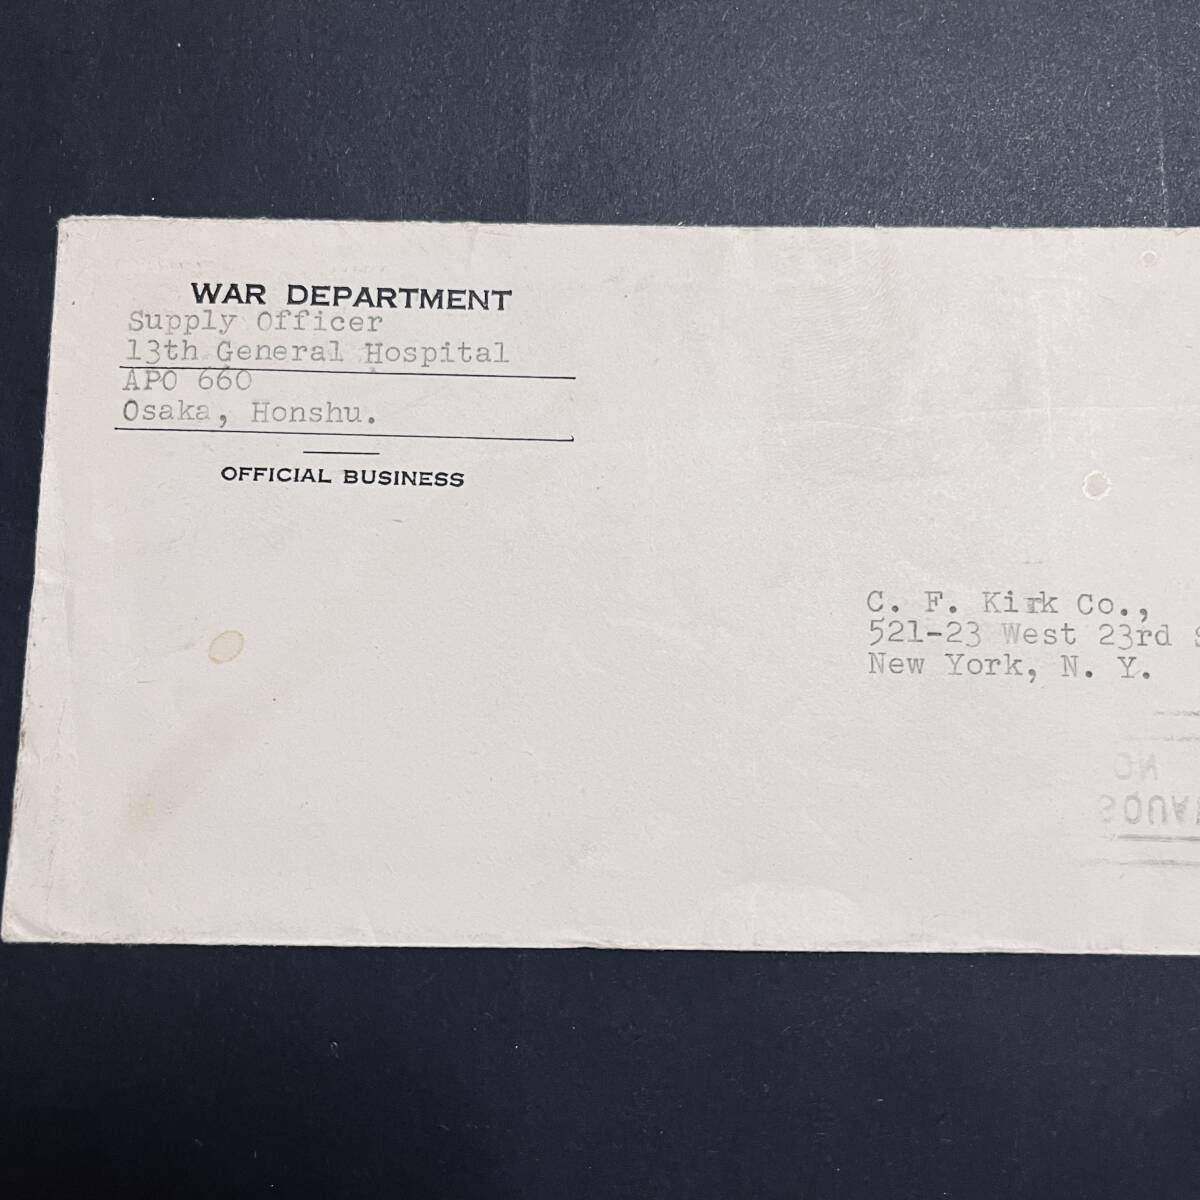 WAR DEPARTMENT
Supply Officer
13th General Hospital
APO 660
Osaka, Honshu.
OFFICIAL BUSINESS
C. F. Kirk Co.,
521-23 West 23rd
New York, N. Y.